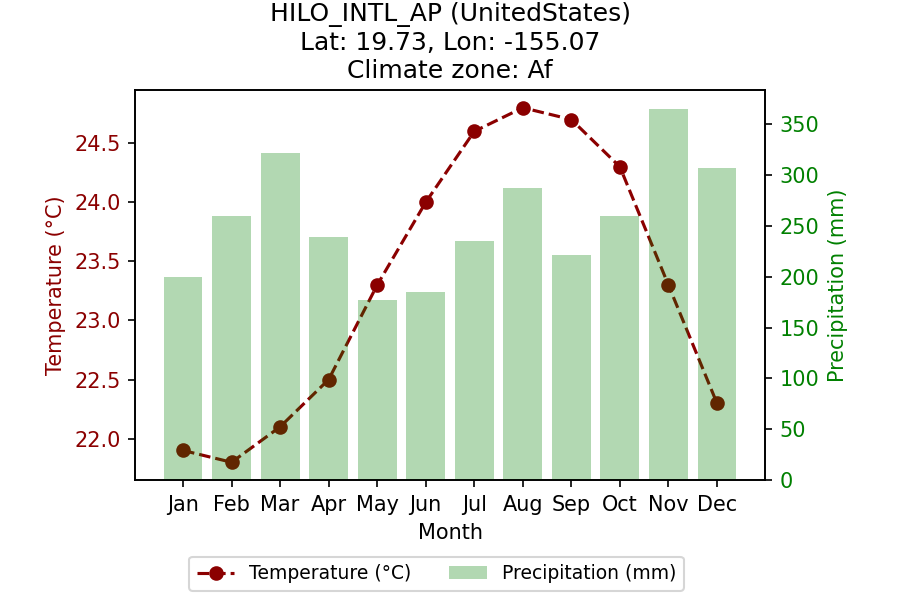 HILO_INTL_AP (UnitedStates)
Lat: 19.73, Lon: -155.07
Climate zone: Af
Temperature (°C)
24.5
24.0
23.5
23.0
22.5
22.0
Precipitation (mm)
350
300
250
200
150
100
50
0
Jan Feb Mar Apr May Jun Jul Aug Sep Oct Nov Dec
Month
Temperature (°C) Precipitation (mm)